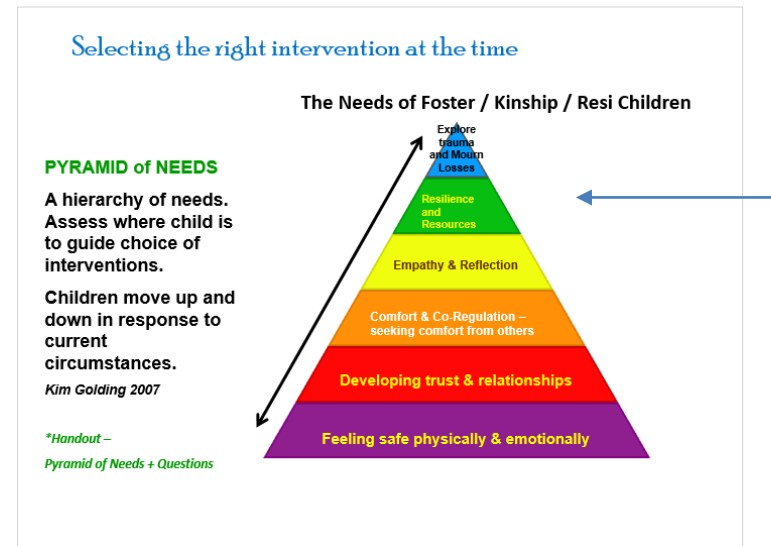 Selecting the right intervention at the time
The Needs of Foster / Kinship / Resi Children
PYRAMID of NEEDS
A hierarchy of needs.
Assess where child is
to guide choice of
interventions.
Children move up and
down in response to
current
circumstances.
Kim Golding 2007
*Handout –
Pyramid of Needs + Questions
Explore
trauma
and Mourn
Losses
Resilience
and
Resources
Empathy & Reflection
Comfort & Co-Regulation –
seeking comfort from others
Developing trust & relationships
Feeling safe physically & emotionally